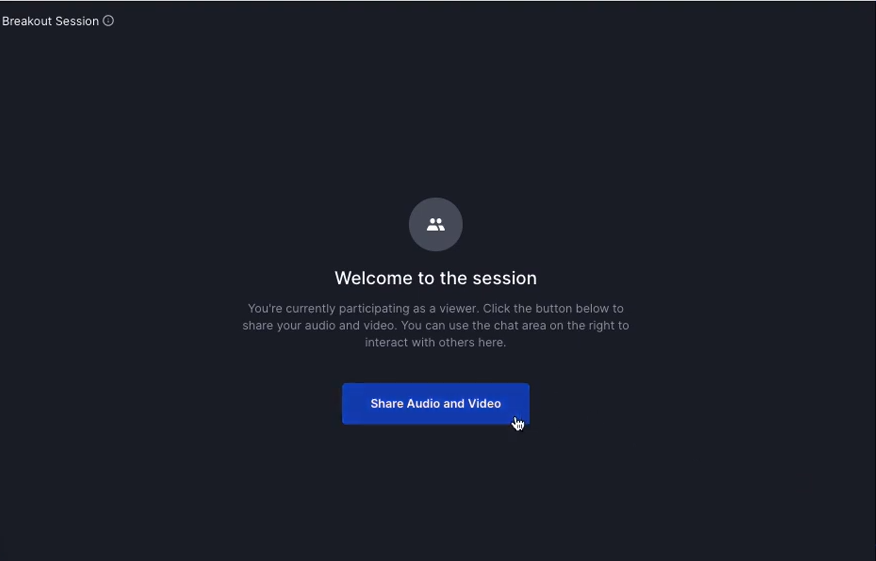 Breakout Session
Welcome to the session
You're currently participating as a viewer. Click the button below to
share your audio and video. You can use the chat area on the right to
interact with others here.
Share Audio and Video